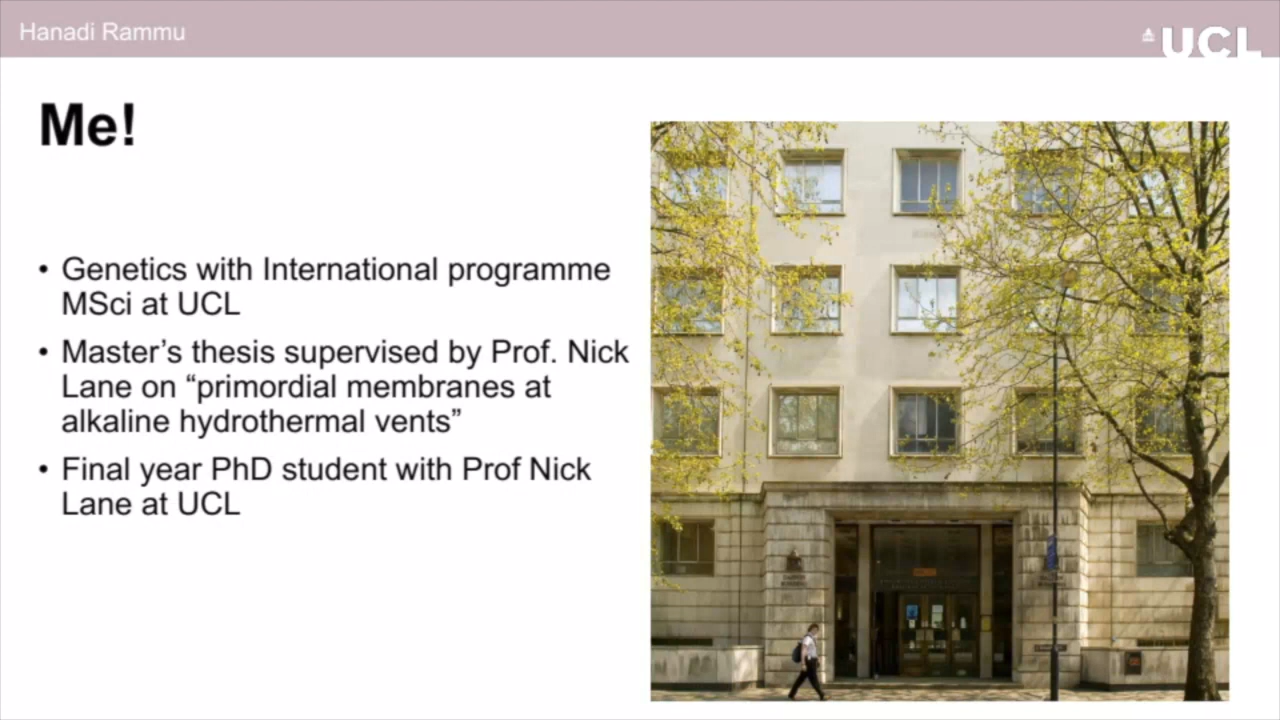 Hanadi Rammu
UCL
Me!
• Genetics with International programme
MSci at UCL
• Master’s thesis supervised by Prof. Nick
Lane on “primordial membranes at
alkaline hydrothermal vents”
• Final year PhD student with Prof Nick
Lane at UCL